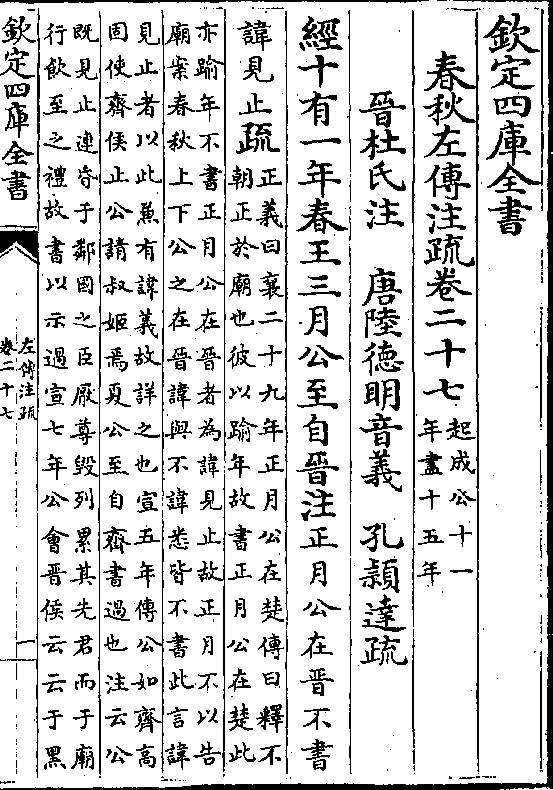 欽定四庫全書
春秋左傳注疏卷二十七
起成公十一
年盡十五年
晉杜氏注 唐陸德明音義 孔穎達疏
經十有一年春王三月公至自晉注正月公在晉不書
諱見止疏
正義曰襄二十九年正月公在楚傳曰釋不
朝正於廟也彼以踰年故書正月公在楚此
亦踰年不書正月公在晉者為諱見止故正月不以告
廟案春秋上下公之在晉諱與不諱悉皆不書此言諱
見止者以此兼有諱義故詳之也宣五年傳公如齊高
固使齊侯止公請叔姬焉夏公至自齊書過也注云公
既見止連昏于鄰國之臣厭尊毀列累其先君而于廟
行飲至之禮故書以示過宣七年公會晉侯云云于黑
欽定四庫全書
左傳注疏
卷二十七
一